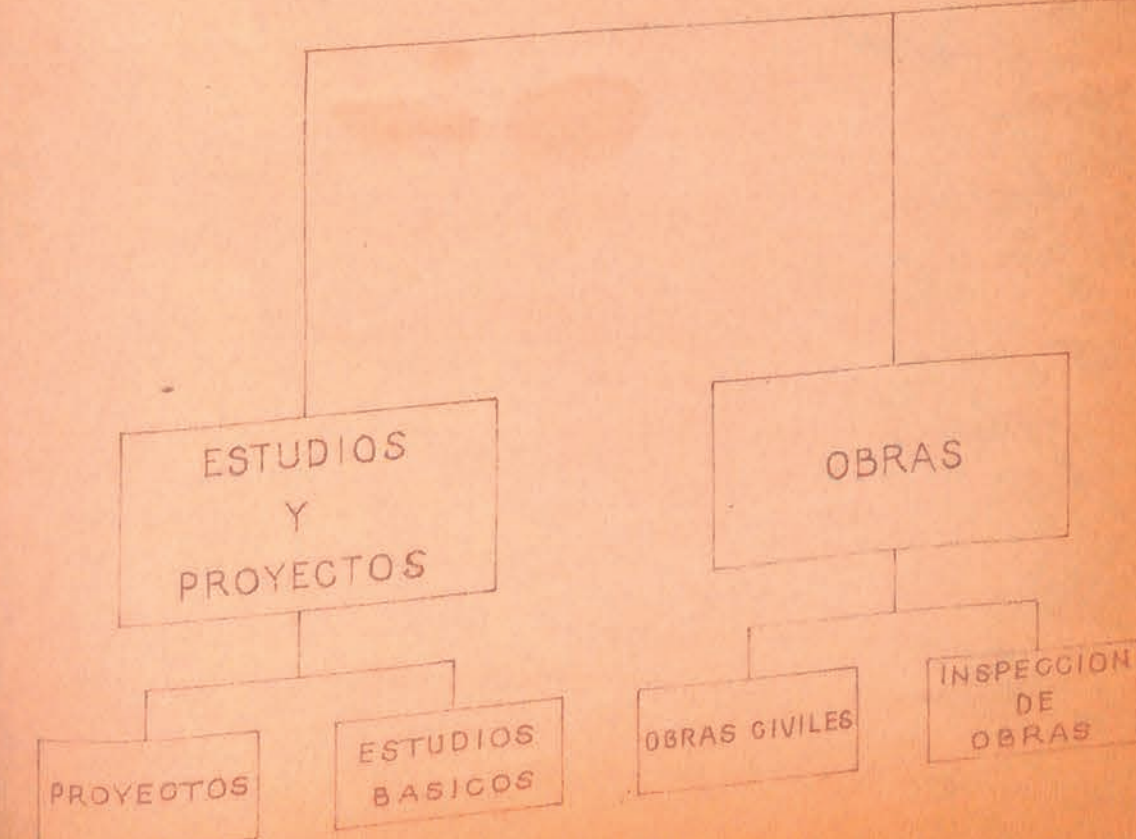 ESTUDIOS
Y
PROYECTOS
OBRAS
PROYECTOS
ESTUDIOS
BASICOS
OBRAS CIVILES
INSPECCION
DE
OBRAS